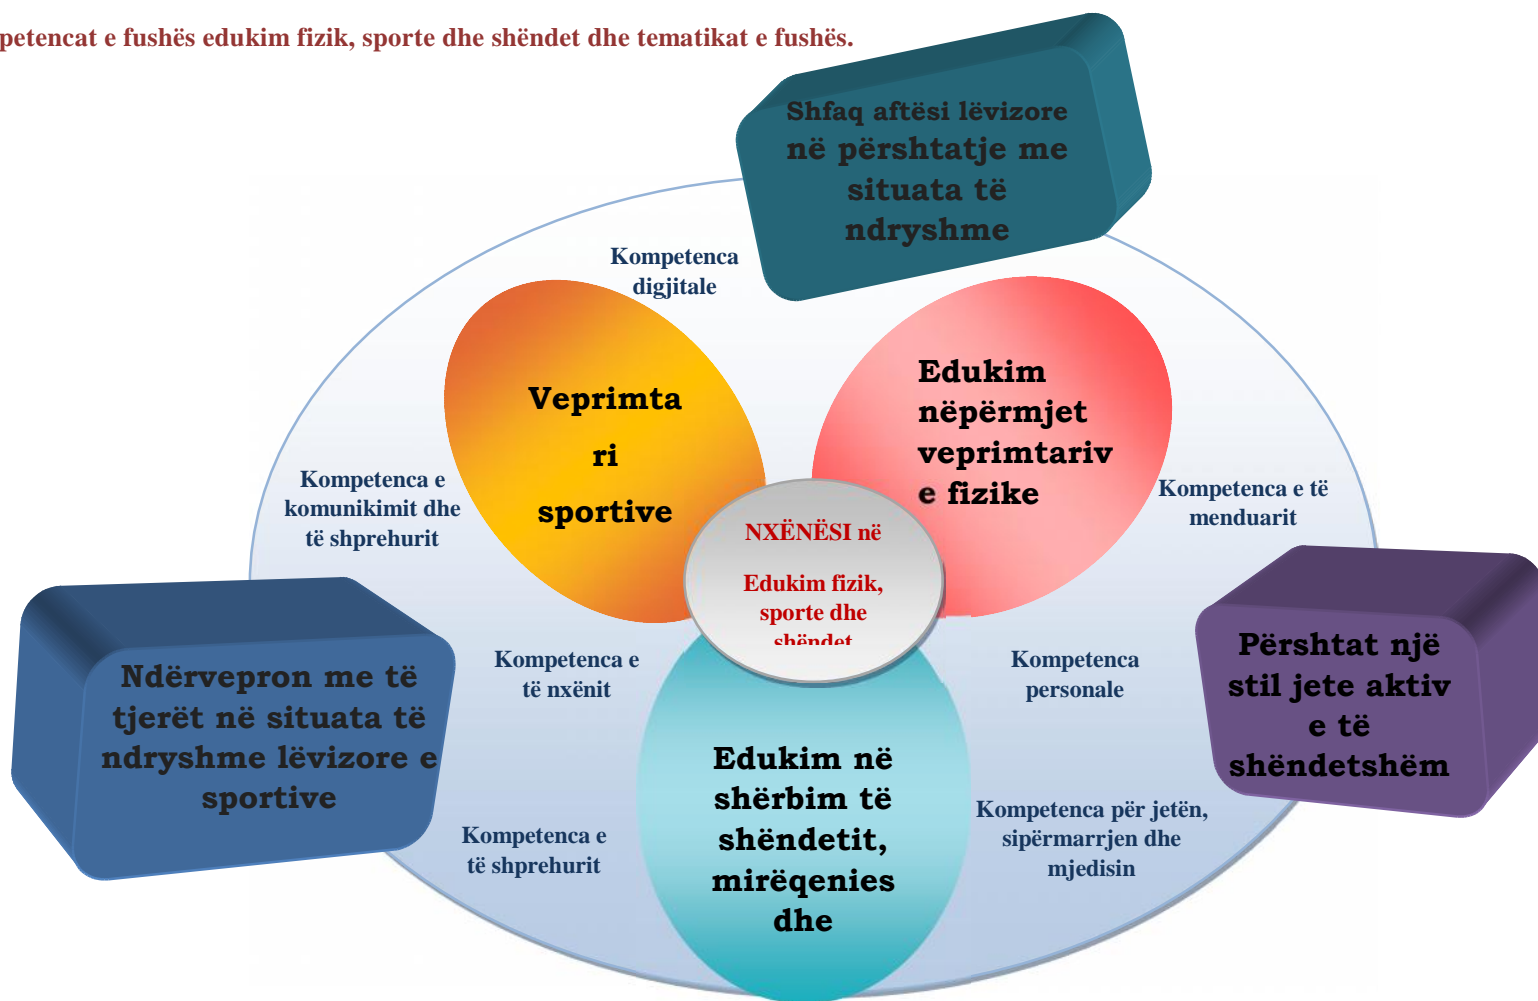 petencat e fushës edukim fizik, sporte dhe shëndet dhe tematikat e fushës.
Shfaq aftësi lëvizore
në përshtatje me
situata të
ndryshme
Kompetenca
digjitale
Veprimta
ri
sportive
Edukim
nëpërmjet
veprimtariv
e fizike
Kompetenca e
komunikimit dhe
të shprehurit
Kompetenca e të
menduarit
NXËNËSI në
Edukim fizik,
sporte dhe
shëndet
Ndërvepron me të
tjerët në situata të
ndryshme lëvizore e
sportive
Kompetenca e
të nxënit
Kompetenca
personale
Përshtat një
stil jete aktiv
e të
shëndetshëm
Edukim në
shërbim të
shëndetit,
mirëqenies
dhe
Kompetenca e
të shprehurit
Kompetenca për jetën,
sipërmarrjen dhe
mjedisin